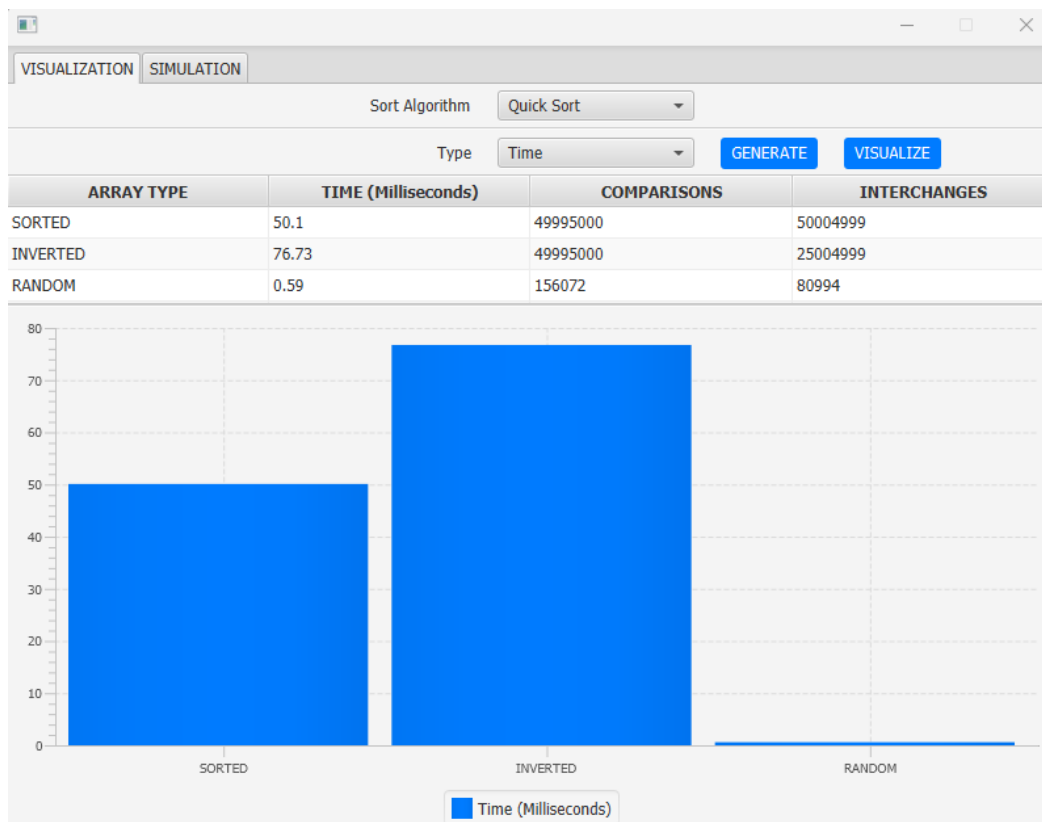 VISUALIZATION SIMULATION
Sort Algorithm Quick Sort
Type Time GENERATE VISUALIZE
ARRAY TYPE TIME (Milliseconds) COMPARISONS INTERCHANGES
SORTED 50.1 49995000 50004999
INVERTED 76.73 49995000 25004999
RANDOM 0.59 156072 80994
80
70
60
50
40
30
20
10
0
SORTED INVERTED RANDOM
Time (Milliseconds)